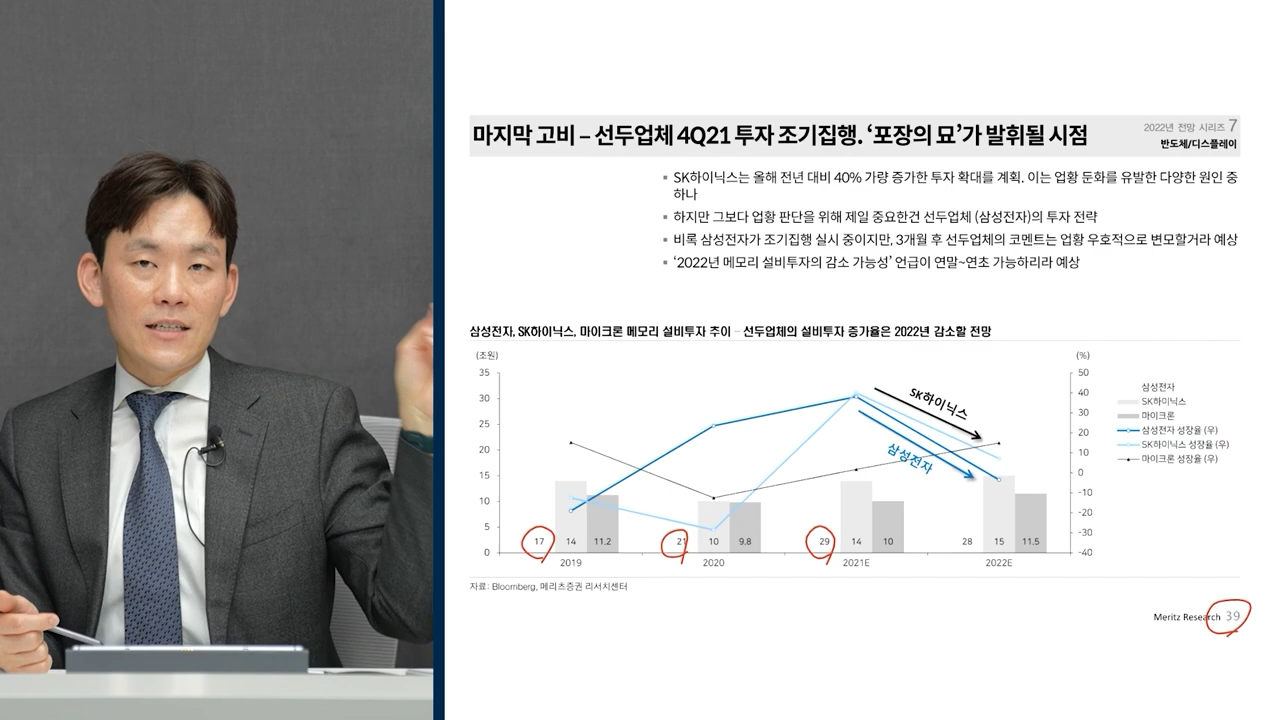 마지막 고비 – 선두업체 4Q21 투자 조기집행. ‘포장의 묘’가 발휘될 시점
2022년 전망 시리즈 7
반도체/디스플레이
▪ SK하이닉스는 올해 전년 대비 40% 가량 증가한 투자 확대를 계획. 이는 업황 둔화를 유발한 다양한 원인 중
하나
▪ 하지만 그보다 업황 판단을 위해 제일 중요한건 선두업체 (삼성전자)의 투자 전략
▪ 비록 삼성전자가 조기집행 실시 중이지만, 3개월 후 선두업체의 코멘트는 업황 우호적으로 변모할거라 예상
▪ ‘2022년 메모리 설비투자의 감소 가능성’ 언급이 연말~연초 가능하리라 예상
삼성전자, SK하이닉스, 마이크론 메모리 설비투자 추이 – 선두업체의 설비투자 증가율은 2022년 감소할 전망
(조원)
(%)
35
30
25
20
15
10
5
0
50
40
30
20
10
0
-10
-20
-30
-40
SK하이닉스
삼성전자
17 14 11.2
21 10 9.8
29 14 10
28 15 11.5
2019 2020 2021E 2022E
삼성전자
SK하이닉스
마이크론
삼성전자 성장율 (우)
SK하이닉스 성장율 (우)
마이크론 성장율 (우)
자료: Bloomberg, 메리츠증권 리서치센터
Meritz Research 39